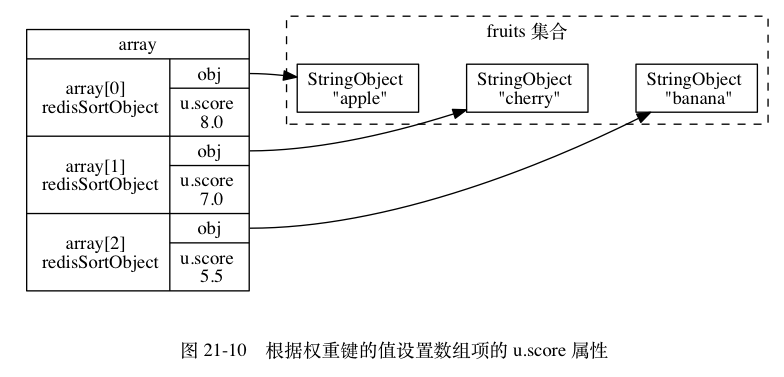 array
array[0]
redisSortObject
obj
u.score
8.0
array[1]
redisSortObject
obj
u.score
7.0
array[2]
redisSortObject
obj
u.score
5.5
fruits 集合
StringObject
"apple"
StringObject
"cherry"
StringObject
"banana"
图 21-10 根据权重键的值设置数组项的 u.score 属性